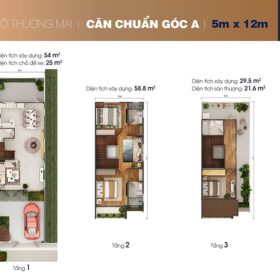 Ố THƯƠNG MẠI | CĂN CHUẨN GÓC A | 5m x 12m
Diện tích xây dựng: 54 m²
Diện tích chỗ để xe: 25 m²
Diện tích xây dựng: 58.8 m²
Diện tích xây dựng: 29.5 m²
Diện tích sân thượng: 21.6 m²
Tầng 1
Tầng 2
Tầng 3